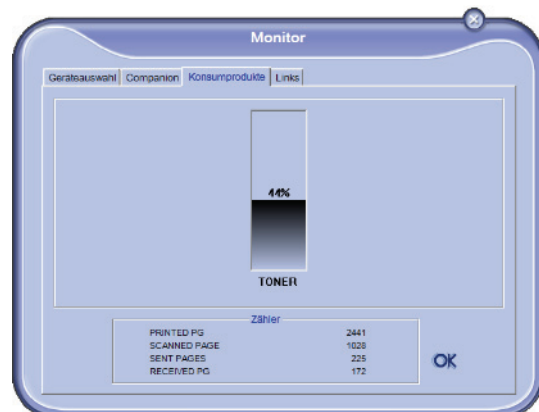 Monitor
Geräteauswahl Companion Konsumprodukte Links
44%
TONER
Zähler
PRINTED PG 2441
SCANNED PAGE 1028
SENT PAGES 225
RECEIVED PG 172
OK